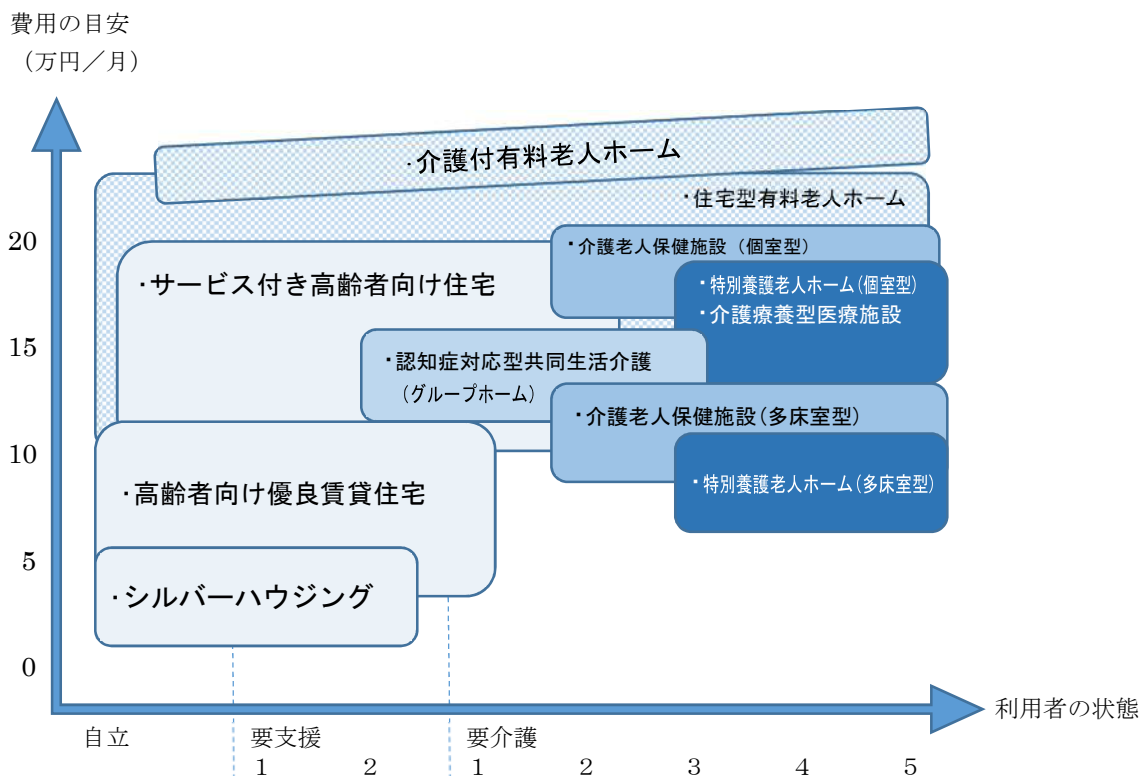 費用の目安
（万円／月）
・介護付有料老人ホーム
・住宅型有料老人ホーム
20
・介護老人保健施設（個室型）
・サービス付き高齢者向け住宅
・特別養護老人ホーム(個室型)
・介護療養型医療施設
15
・認知症対応型共同生活介護
（グループホーム）
・介護老人保健施設(多床室型)
10
・高齢者向け優良賃貸住宅
・特別養護老人ホーム(多床室型)
5
・シルバーハウジング
0
利用者の状態
自立 要支援 要介護
1 2 1 2 3 4 5